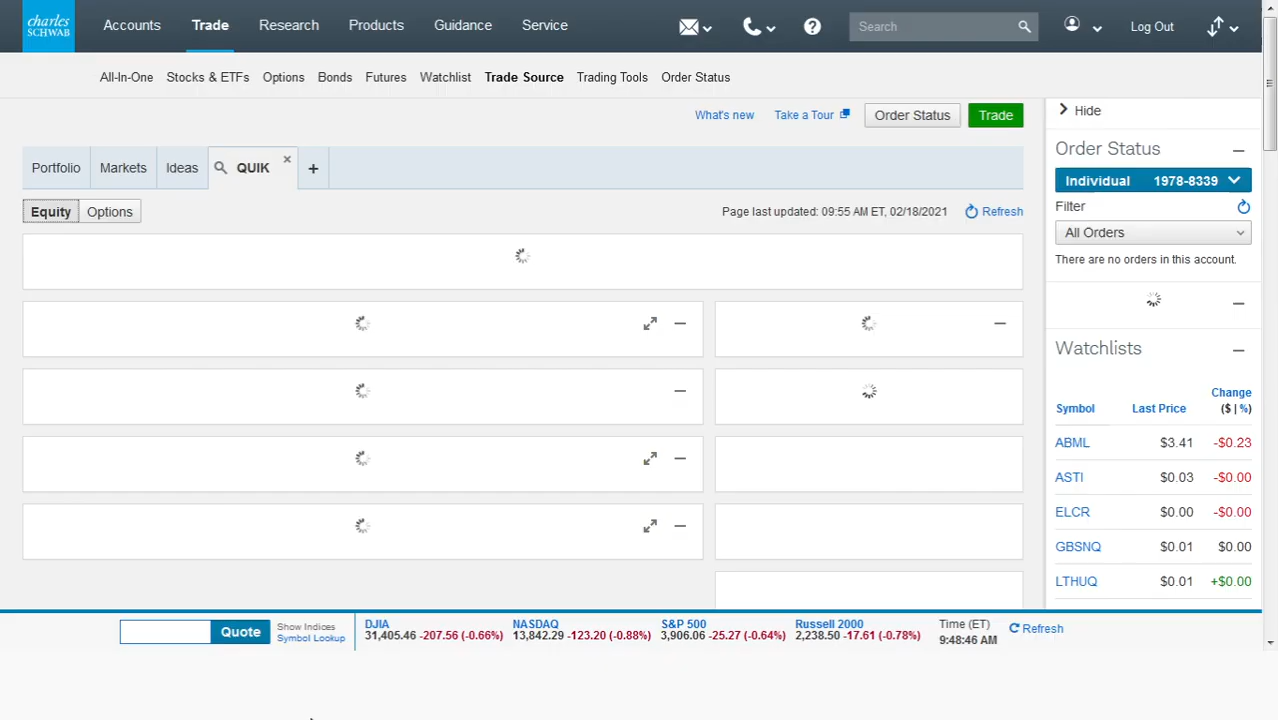 charles SCHWAB
Accounts Trade Research Products Guidance Service Search Log Out
All-In-One Stocks & ETFs Options Bonds Futures Watchlist Trade Source Trading Tools Order Status
What's new Take a Tour Order Status Trade
Hide
Order Status
Portfolio Markets Ideas QUIK × +
Individual 1978-8339
Equity Options
Page last updated: 09:55 AM ET, 02/18/2021 Refresh
Filter
All Orders
There are no orders in this account.
Watchlists
Symbol Last Price Change ($ | %)
ABML $3.41 -$0.23
ASTI $0.03 -$0.00
ELCR $0.00 -$0.00
GBSNQ $0.01 $0.00
LTHUQ $0.01 +$0.00
Quote
Show Indices
Symbol Lookup
DJIA
31,405.46 -207.56 (-0.66%)
NASDAQ
13,842.29 -123.20 (-0.88%)
S&P 500
3,906.06 -25.27 (-0.64%)
Russell 2000
2,238.50 -17.61 (-0.78%)
Time (ET)
9:48:46 AM
Refresh